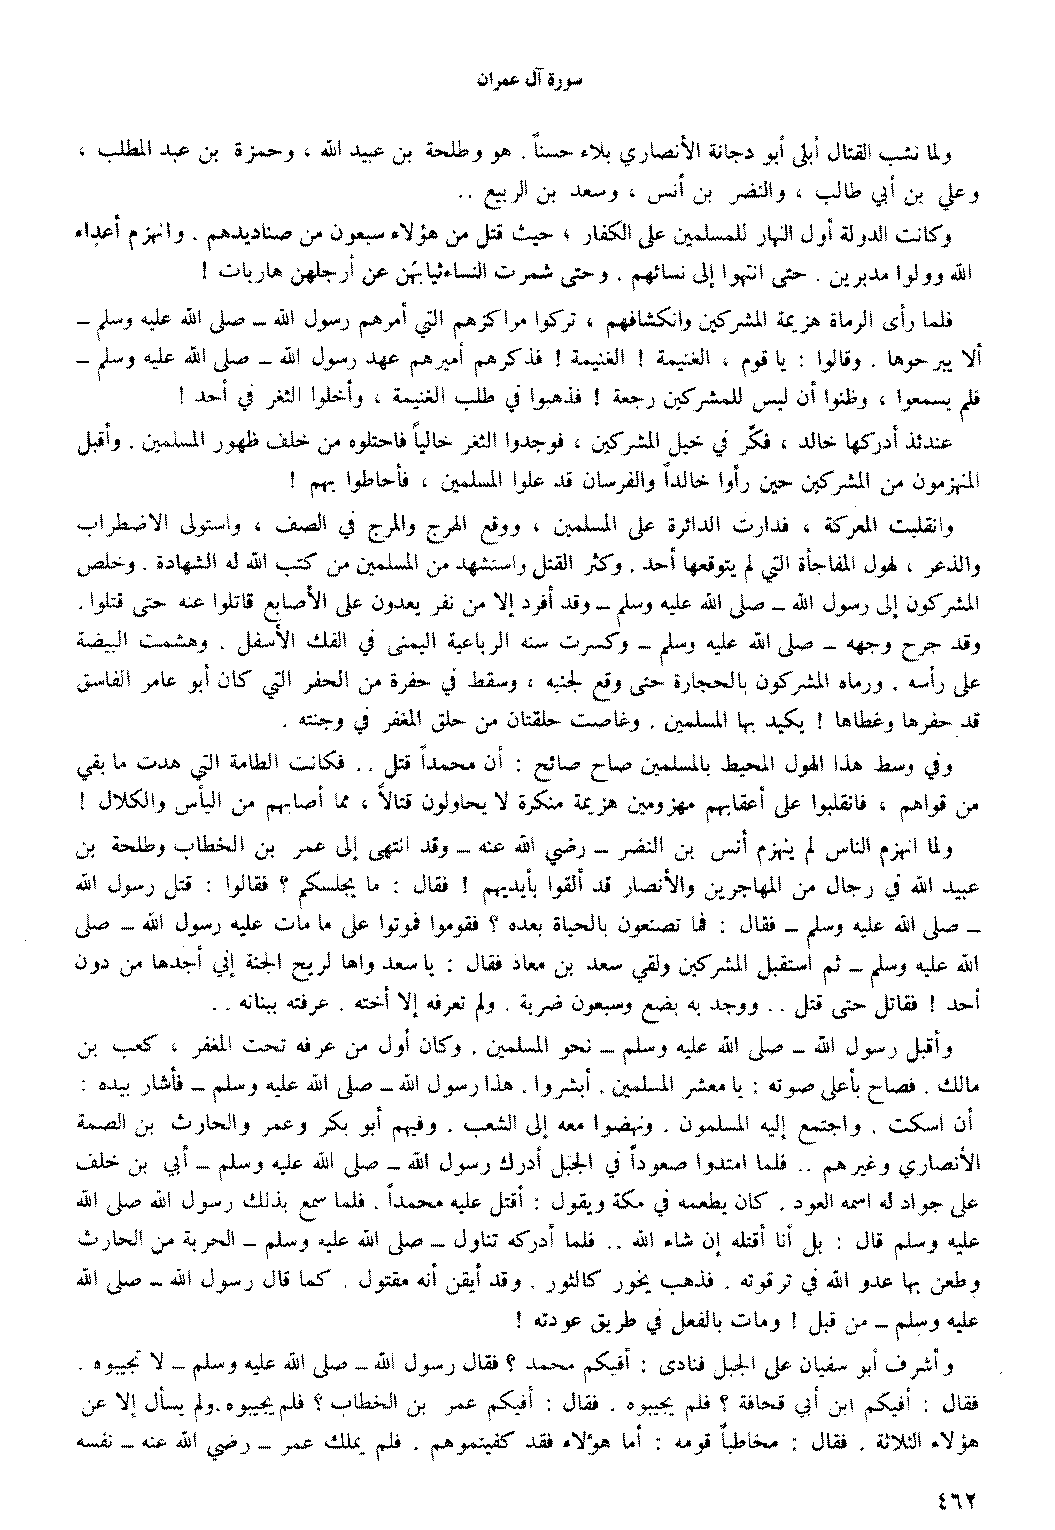 سورة آل عمران
ولما نشب القتال أبلى أبو دجانة الأنصاري بلاء حسناً . هو وطلحة بن عبيد الله ، وحمزة بن عبد المطلب ،
وعلي بن أبي طالب ، والنضر بن أنس ، وسعد بن الربيع ..
وكانت الدولة أول النهار للمسلمين على الكفار ، حيث قتل من هؤلاء سبعون من صناديدهم . وانهزم أعداء
الله وولوا مدبرين . حتى انتهوا إلى نسائهم . وحتى شمرت النساء ثيابهُن عن أرجلهن هاربات !
فلما رأى الرماة هزيمة المشركين وانكشافهم ، تركوا مراكزهم التي أمرهم رسول الله – صلى الله عليه وسلم –
ألا يبرحوها . وقالوا : يا قوم ، الغنيمة ! الغنيمة ! فذكرهم أميرهم عهد رسول الله – صلى الله عليه وسلم –
فلم يسمعوا ، وظنوا أن ليس للمشركين رجعة ! فذهبوا في طلب الغنيمة ، وأخلوا الثغر في أحد !
عندئذ أدركها خالد ، فكّر في خيل المشركين ، فوجدوا الثغر خالياً فاحتلوه من خلف ظهور المسلمين . وأقبل
المنهزمون من المشركين حين رأوا خالداً والفرسان قد علوا المسلمين ، فأحاطوا بهم !
وانقلبت المعركة ، فدارت الدائرة على المسلمين ، ووقع الهرج والمرج في الصف ، واستولى الاضطراب
والذعر ، لهول المفاجأة التي لم يتوقعها أحد . وكثر القتل واستشهد من المسلمين من كتب الله له الشهادة . وخلص
المشركون إلى رسول الله – صلى الله عليه وسلم – وقد أفرد إلا من نفر يعدون على الأصابع قاتلوا عنه حتى قتلوا .
وقد جرح وجهه – صلى الله عليه وسلم – وكسرت سنه الرباعية اليمنى في الفك الأسفل . وهشمت البيضة
على رأسه . ورماه المشركون بالحجارة حتى وقع لجنبه ، وسقط في حفرة من الحفر التي كان أبو عامر الفاسق
قد حفرها وغطاها ! يكيد بها المسلمين . وغاصت حلقتان من حلق المغفر في وجنته .
وفي وسط هذا الهول المحيط بالمسلمين صاح صائح : أن محمداً قتل .. فكانت الطامة التي هدت ما بقي
من قواهم ، فانقلبوا على أعقابهم مهزومين هزيمة منكرة لا يحاولون قتالاً ، مما أصابهم من اليأس والكلال !
ولما انهزم الناس لم ينهزم أنس بن النضر – رضي الله عنه – وقد انتهى إلى عمر بن الخطاب وطلحة بن
عبيد الله في رجال من المهاجرين والأنصار قد ألقوا بأيديهم ! فقال : ما يجلسكم ؟ فقالوا : قتل رسول الله
– صلى الله عليه وسلم – فقال : فما تصنعون بالحياة بعده ؟ فقوموا فموتوا على ما مات عليه رسول الله – صلى
الله عليه وسلم – ثم استقبل المشركين ولقي سعد بن معاذ فقال : يا سعد واها لريح الجنة إني أجدها من دون
أحد ! فقاتل حتى قتل .. ووجد به بضع وسبعون ضربة . ولم تعرفه إلا أخته . عرفته ببنانه ..
وأقبل رسول الله – صلى الله عليه وسلم – نحو المسلمين . وكان أول من عرفه تحت المغفر ، كعب بن
مالك . فصاح بأعلى صوته : يا معشر المسلمين . أبشروا . هذا رسول الله – صلى الله عليه وسلم – فأشار بيده :
أن اسكت . واجتمع إليه المسلمون . ونهضوا معه إلى الشعب . وفيهم أبو بكر وعمر والحارث بن الصمة
الأنصاري وغيرهم .. فلما امتدوا صعوداً في الجبل أدرك رسول الله – صلى الله عليه وسلم – أبي بن خلف
على جواد له اسمه العود . كان يطعمه في مكة ويقول : أقتل عليه محمداً . فلما سمع بذلك رسول الله صلى الله
عليه وسلم قال : بل أنا أقتله إن شاء الله .. فلما أدركه تناول – صلى الله عليه وسلم – الحربة من الحارث
وطعن بها عدو الله في ترقوته . فذهب يخور كالثور . وقد أيقن أنه مقتول . كما قال رسول الله – صلى الله
عليه وسلم – من قبل ! ومات بالفعل في طريق عودته !
وأشرف أبو سفيان على الجبل فنادى : أفيكم محمد ؟ فقال رسول الله – صلى الله عليه وسلم – لا تجيبوه .
فقال : أفيكم ابن أبي قحافة ؟ فلم يجيبوه . فقال : أفيكم عمر بن الخطاب ؟ فلم يجيبوه . ولم يسأل إلا عن
هؤلاء الثلاثة . فقال : مخاطباً قومه : أما هؤلاء فقد كفيتموهم . فلم يملك عمر – رضي الله عنه – نفسه
٤٦٢